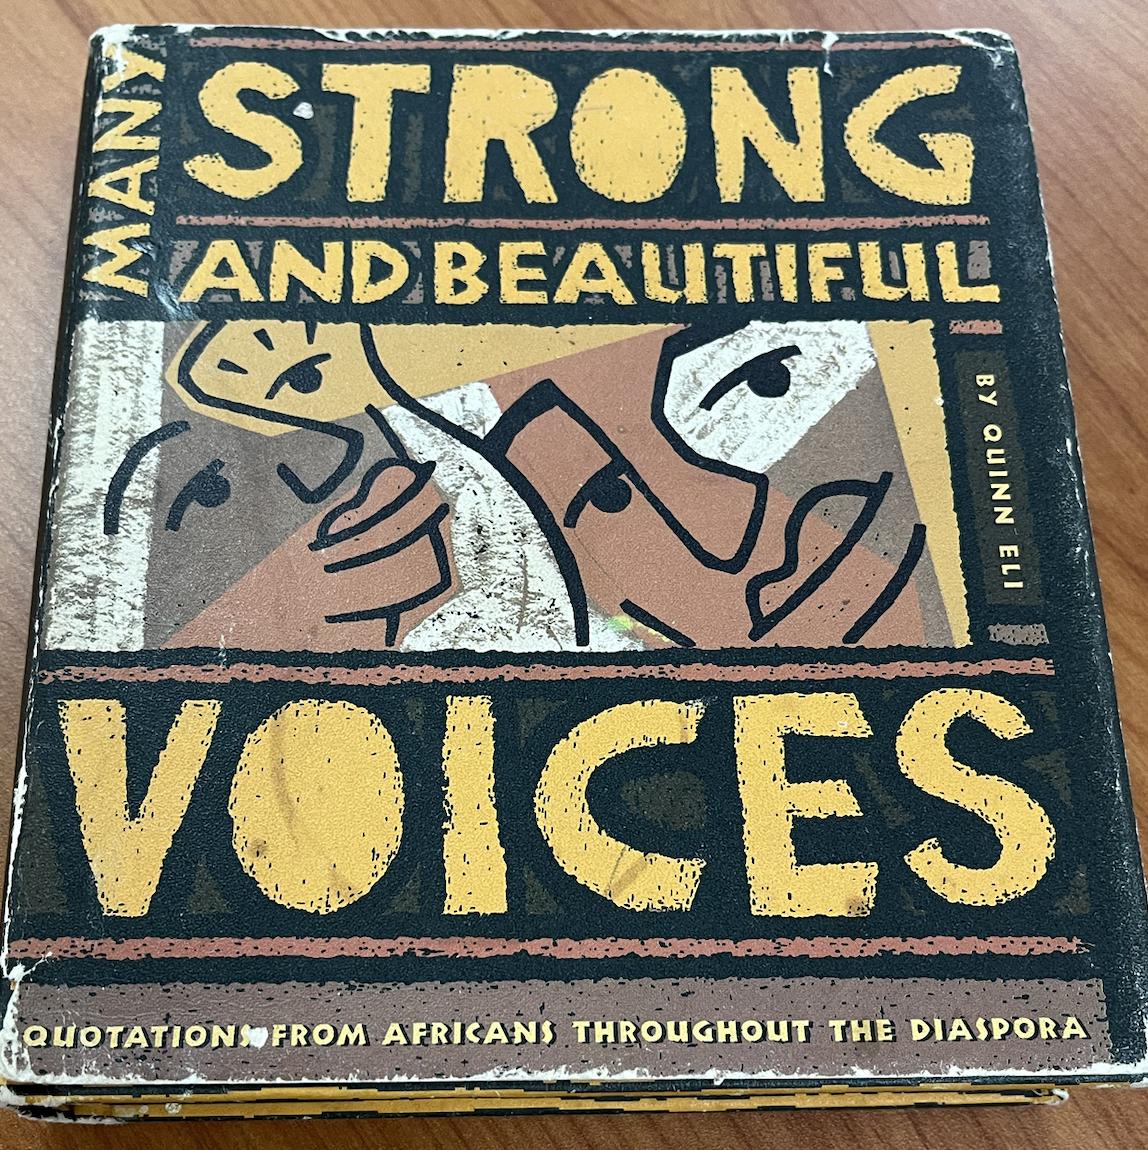 MANY
STRONG
AND BEAUTIFUL
BY QUINN ELI
VOICES
QUOTATIONS FROM AFRICANS THROUGHOUT THE DIASPORA